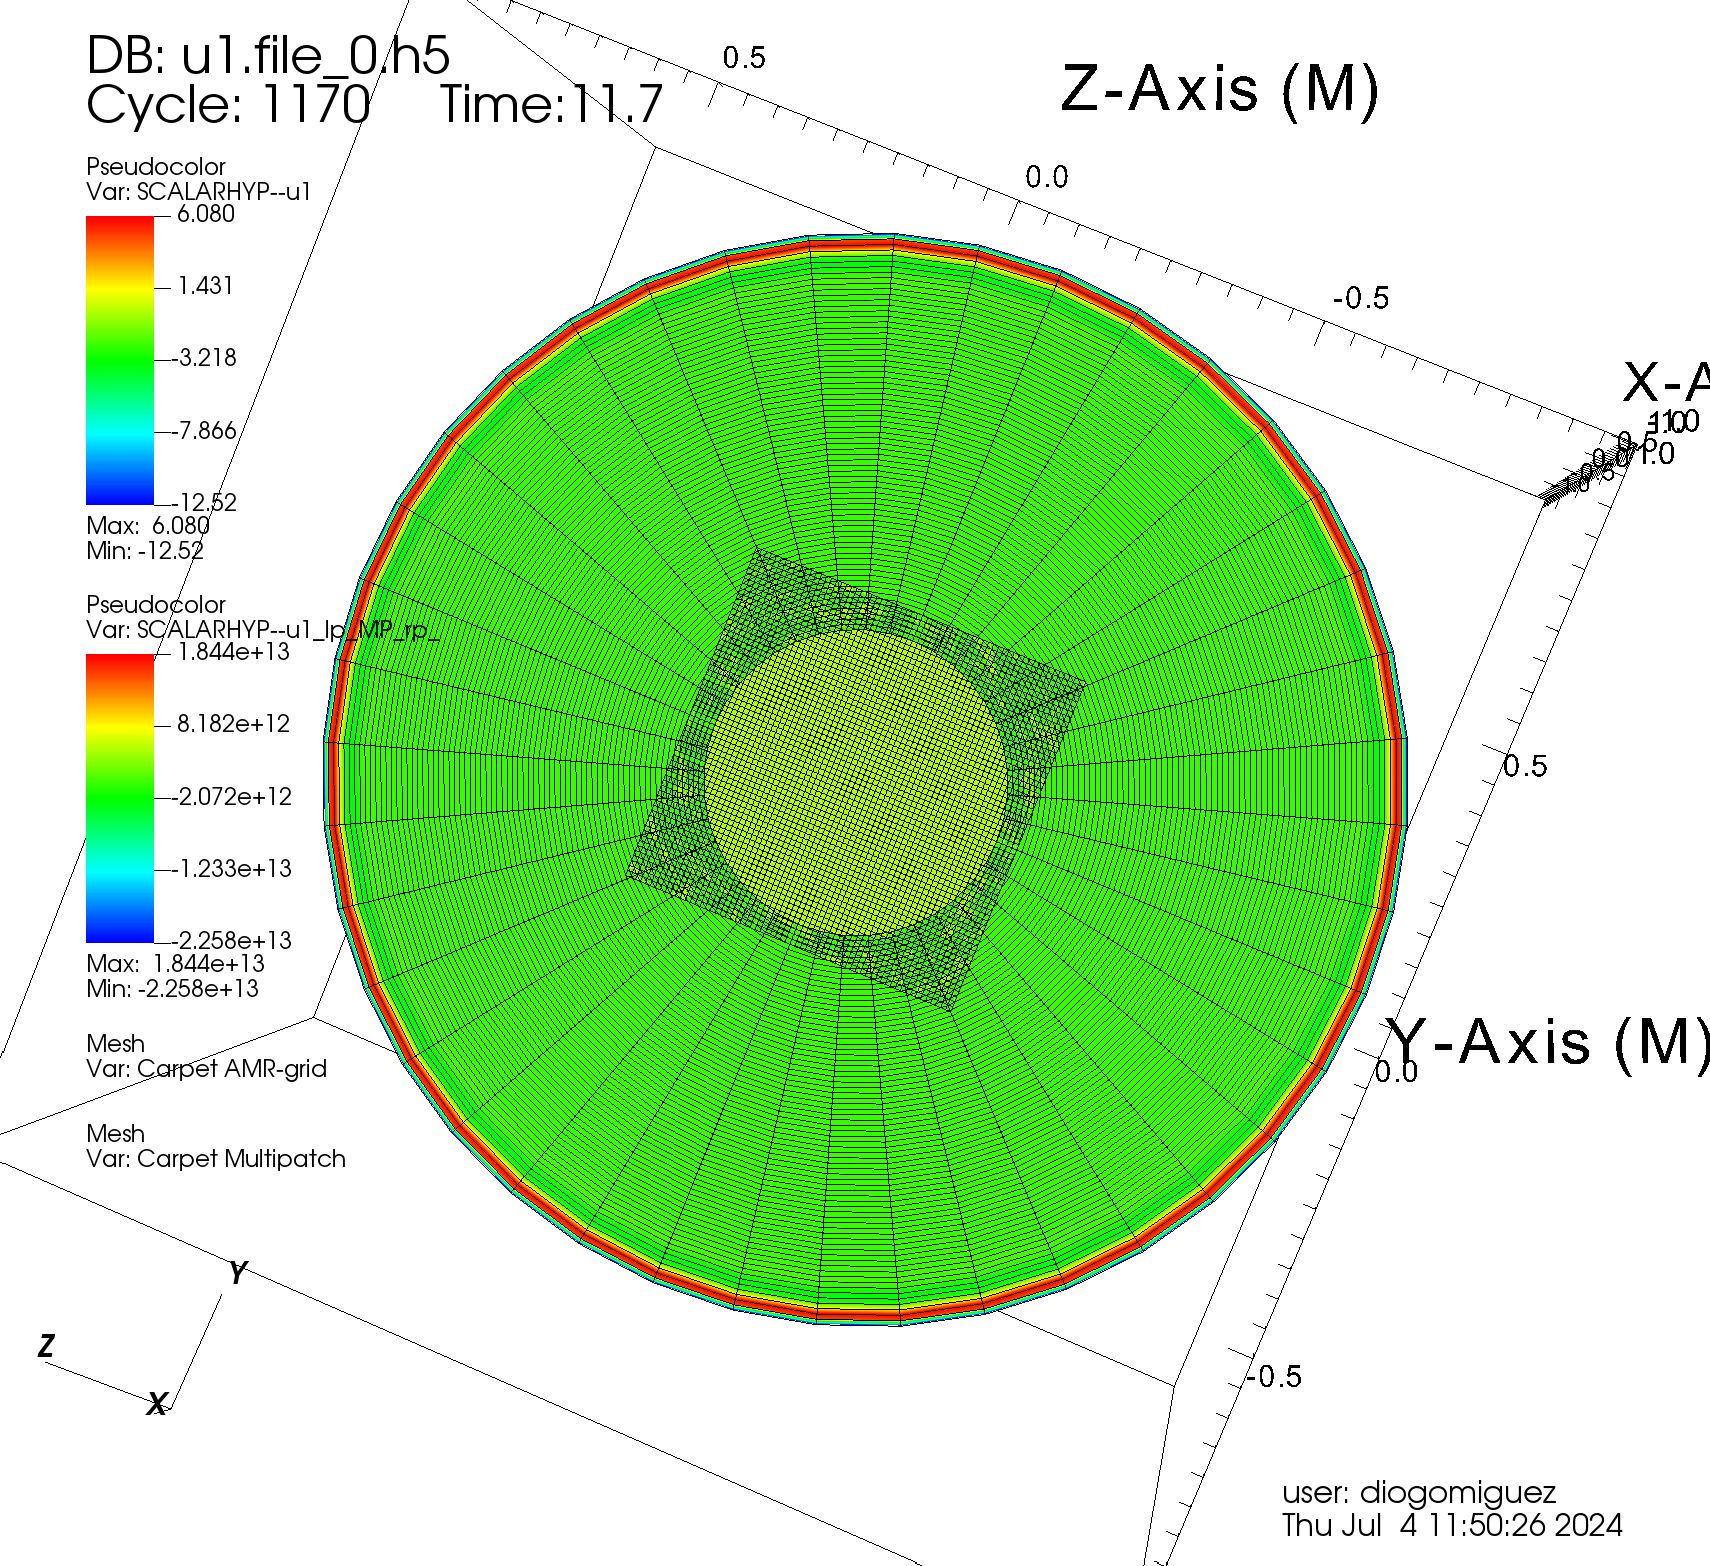 DB: u1.file_0.h5
Cycle: 1170 Time:11.7
Pseudocolor
Var: SCALARHYP--u1
6.080
1.431
-3.218
-7.866
-12.52
Max: 6.080
Min: -12.52
Pseudocolor
Var: SCALARHYP--u1_lp_MP_rp_
1.844e+13
8.182e+12
-2.072e+12
-1.233e+13
-2.258e+13
Max: 1.844e+13
Min: -2.258e+13
Mesh
Var: Carpet AMR-grid
Mesh
Var: Carpet Multipatch
Z-Axis (M)
0.5
0.0
-0.5
X-A
Y-Axis (M)
0.5
0.0
-0.5
Y
Z
X
user: diogomiguez
Thu Jul 4 11:50:26 2024